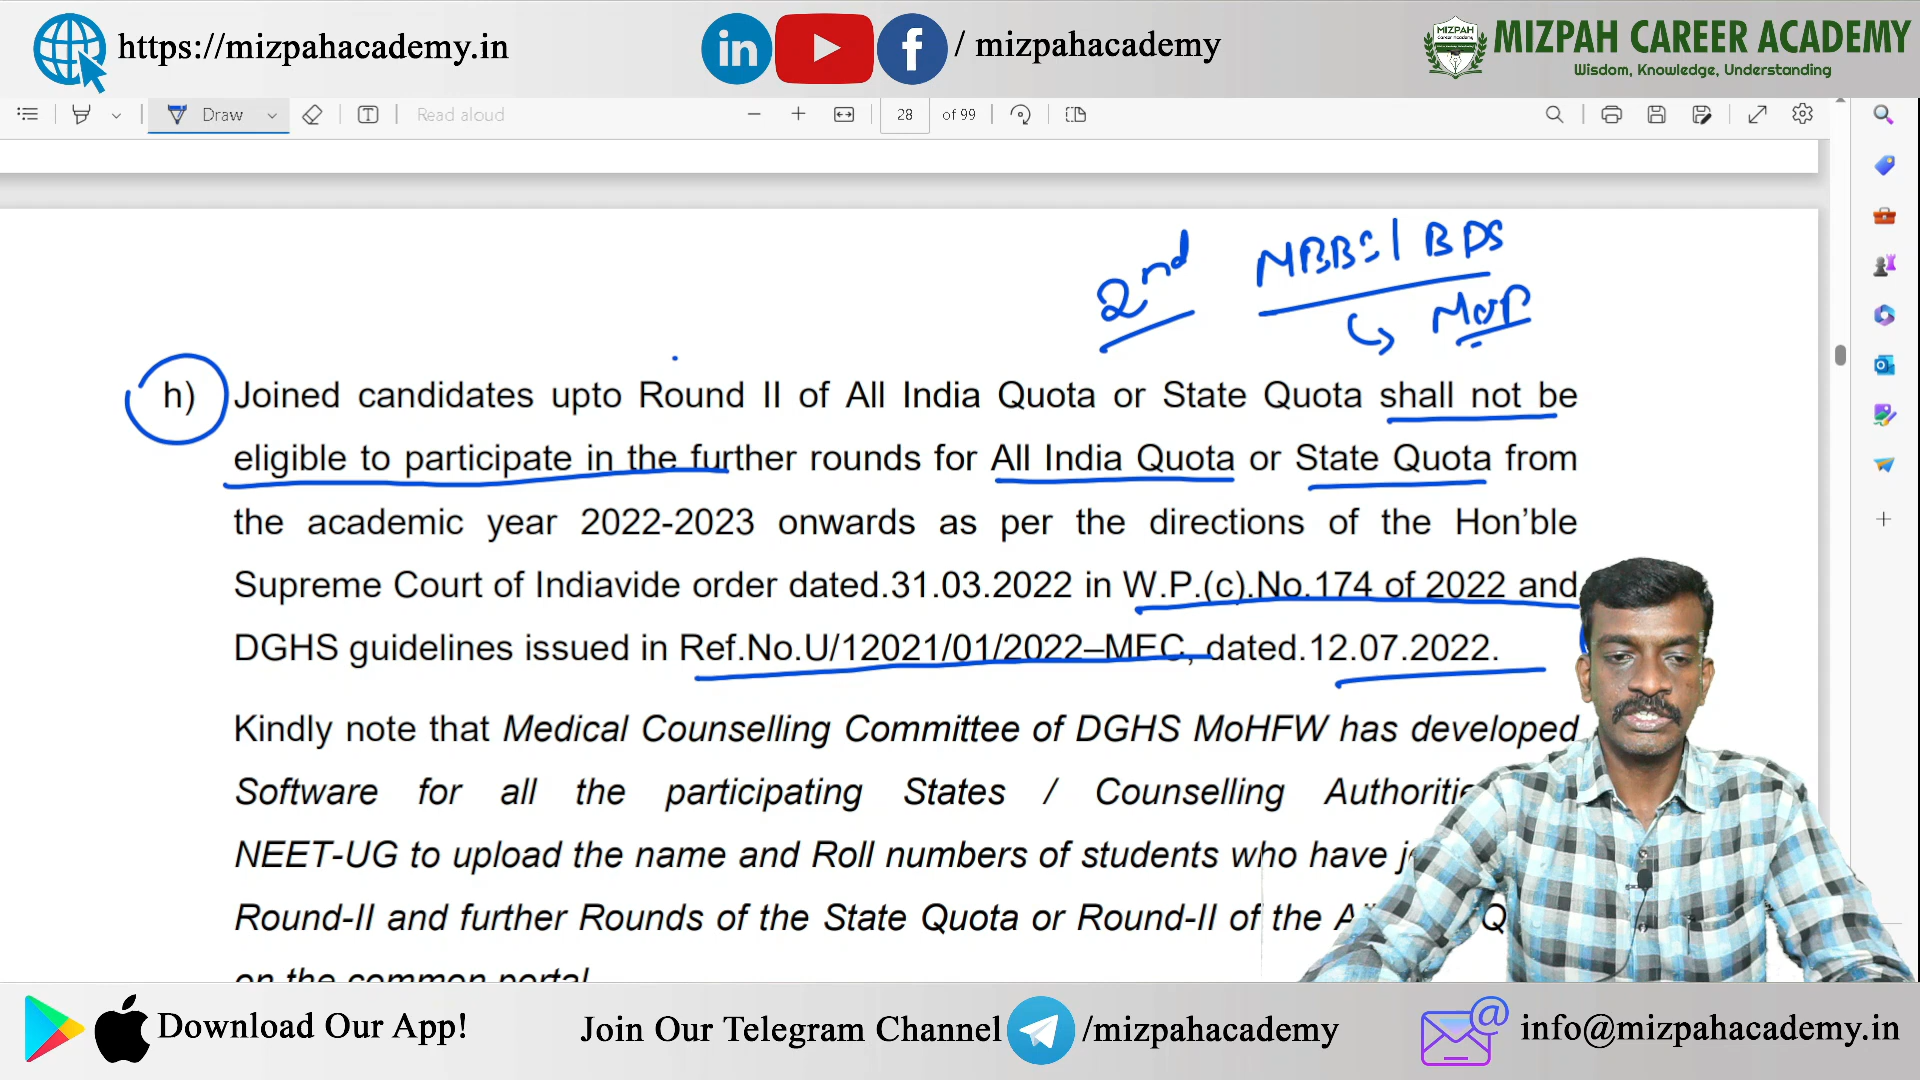 https://mizpahacademy.in
in
f
/ mizpahacademy
MIZPAH
MIZPAH CAREER ACADEMY
Wisdom, Knowledge, Understanding
Draw
Read aloud
28 of 99
2nd MBBS | BDS
MOP
h) Joined candidates upto Round II of All India Quota or State Quota shall not be
eligible to participate in the further rounds for All India Quota or State Quota from
the academic year 2022-2023 onwards as per the directions of the Hon’ble
Supreme Court of Indiavide order dated.31.03.2022 in W.P.(c).No.174 of 2022 and
DGHS guidelines issued in Ref.No.U/12021/01/2022–MEC, dated.12.07.2022.
Kindly note that Medical Counselling Committee of DGHS MoHFW has developed
Software for all the participating States / Counselling
NEET-UG to upload the name and Roll numbers of students who have
Round-II and further Rounds of the State Quota or Round-II of the
on the common portal
Download Our App!
Join Our Telegram Channel
/mizpahacademy
@
info@mizpahacademy.in